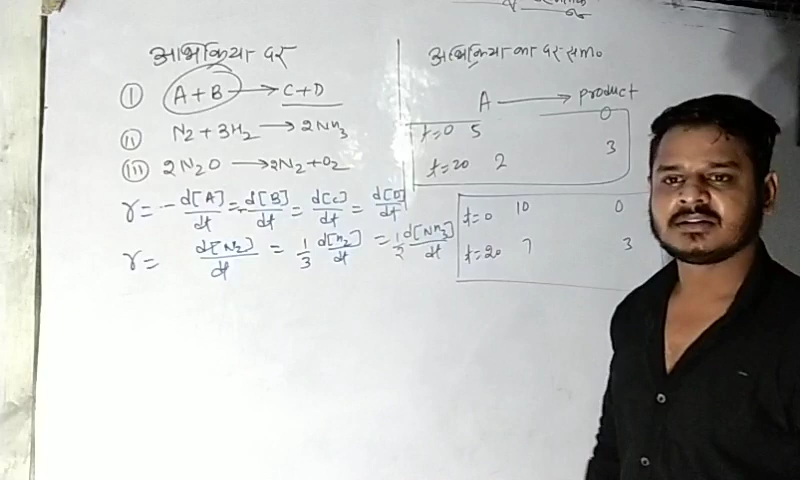 अभिक्रिया दर
(i) A+B → C+D
(ii) N2 + 3H2 → 2NH3
(iii) 2N2O → 2N2 + O2
r = - d[A]/dt = - d[B]/dt = d[C]/dt = d[D]/dt
r = d[N2]/dt = 1/3 d[H2]/dt = 1/2 d[NH3]/dt
अभिक्रिया का दर
A → product
t=0 5 0
t=20 2 3
t=0 10 0
t=20 7 3